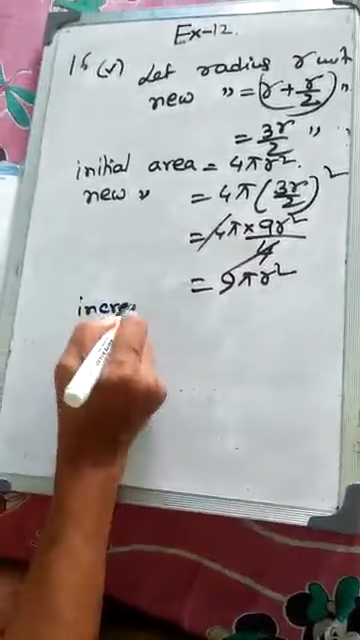 Ex-12.
15 (v) Let radius r unit
new " = (r + r/2) "
= 3r/2 "
initial area = 4πr².
new " = 4π (3r/2)²
= 4π × 9r²/4
= 9πr²
incre